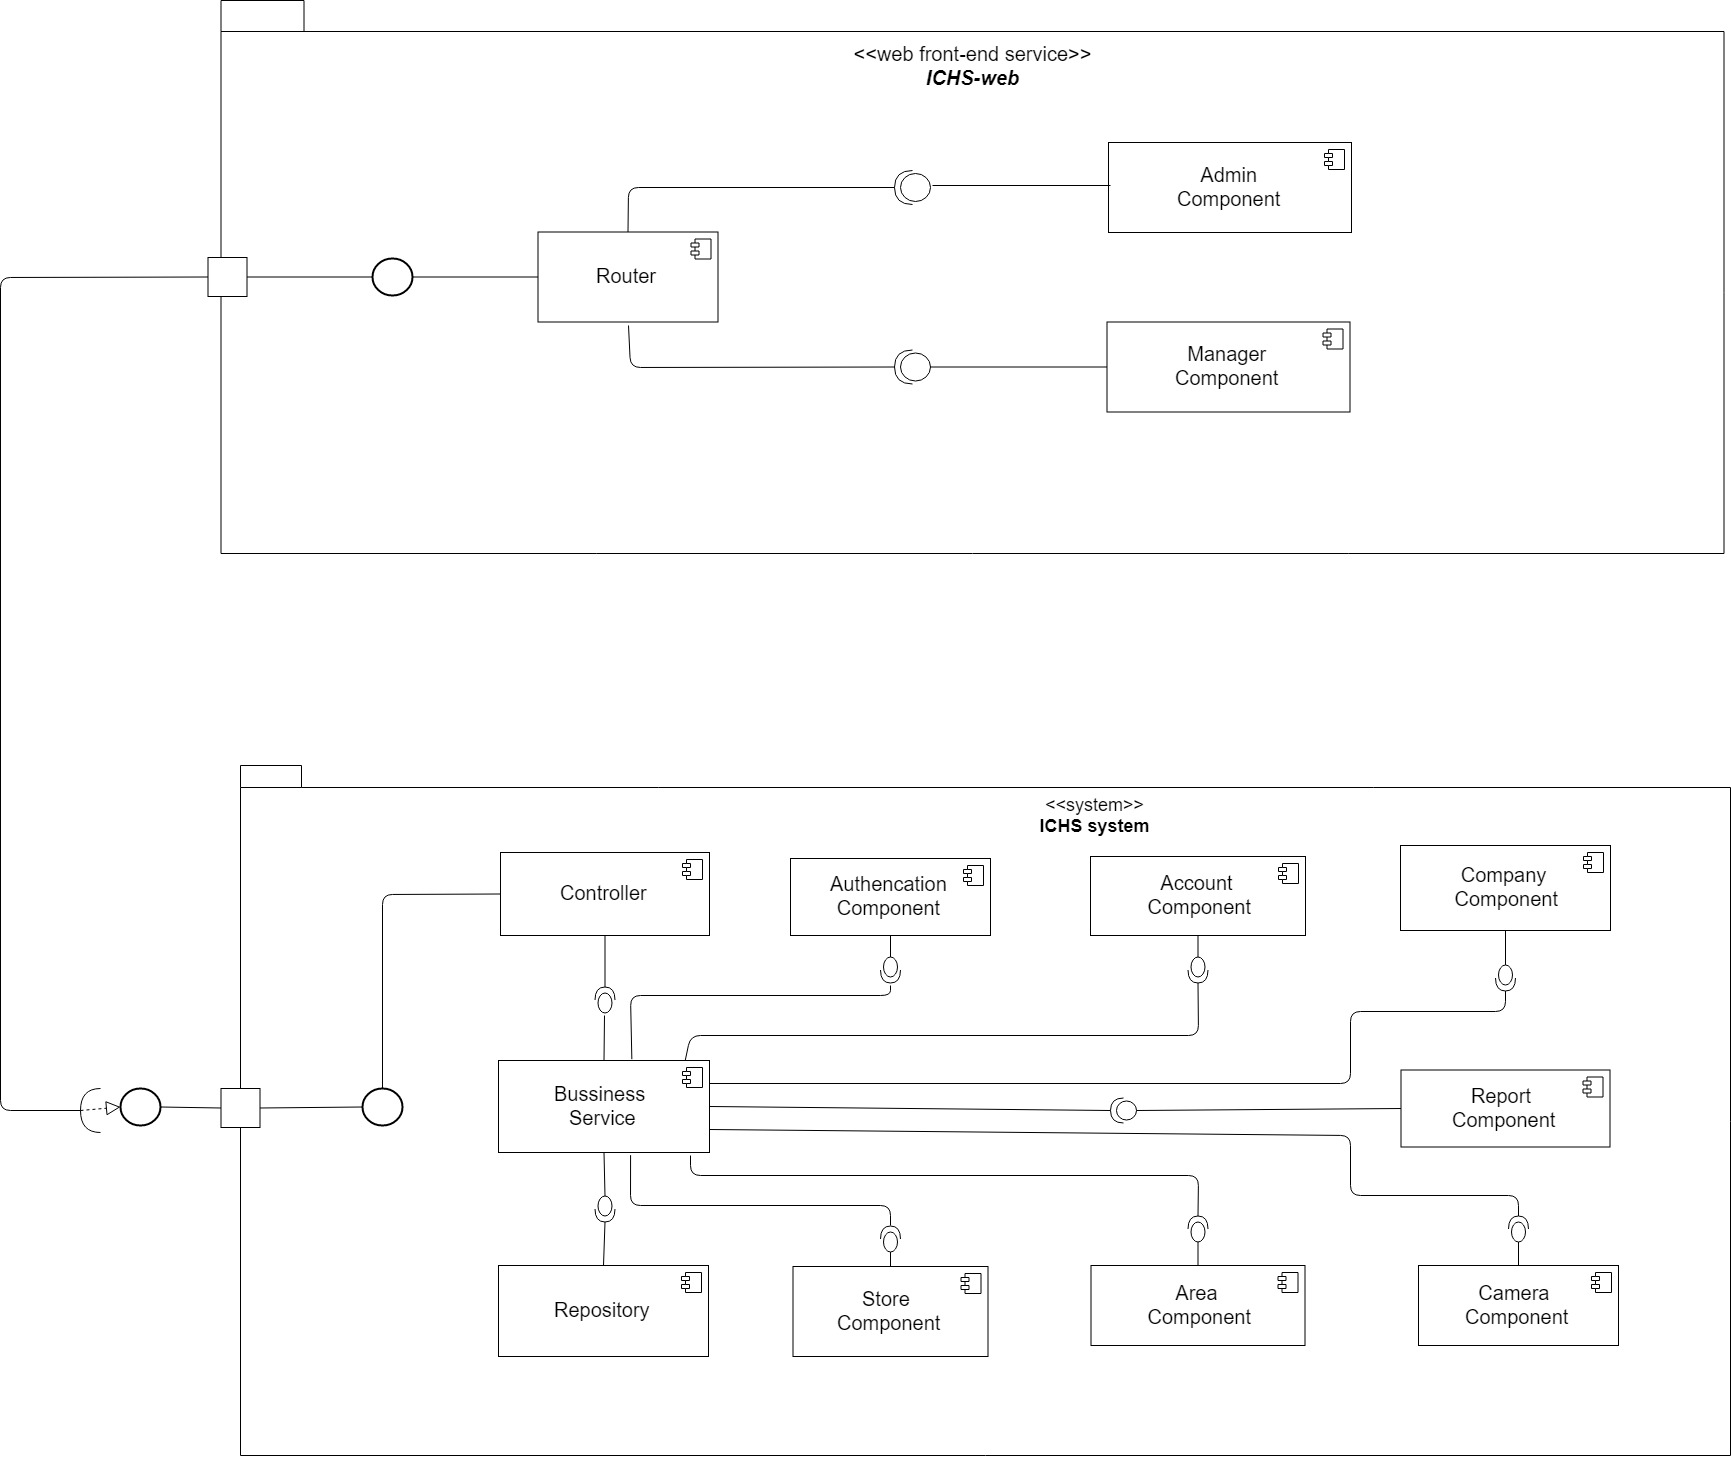 <<web front-end service>>
ICHS-web
Admin
Component
Router
Manager
Component
<<system>>
ICHS system
Controller
Authencation
Component
Account
Component
Company
Component
Bussiness
Service
Report
Component
Repository
Store
Component
Area
Component
Camera
Component